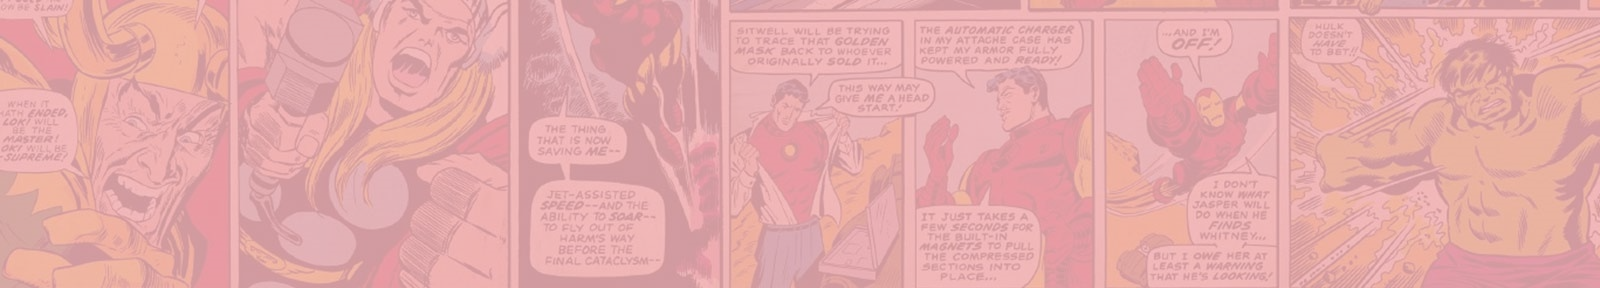 OW BE SLAIN!
WHEN IT
HATH ENDED,
LOKI WILL
BE THE
MASTER!
LOKI WILL BE
SUPREME!
THE THING
THAT IS NOW
SAVING ME--
JET-ASSISTED
SPEED--AND THE
ABILITY TO SOAR--
TO FLY OUT OF
HARM'S WAY
BEFORE THE
FINAL CATACLYSM--
SITWELL WILL BE TRYING
TO TRACE THAT GOLDEN
MASK BACK TO WHOEVER
ORIGINALLY SOLD IT...
THIS WAY MAY
GIVE ME A HEAD
START!
THE AUTOMATIC CHARGER
IN MY ATTACHE CASE HAS
KEPT MY ARMOR FULLY
POWERED AND READY!
IT JUST TAKES A
FEW SECONDS FOR
THE BUILT-IN
MAGNETS TO PULL
THE COMPRESSED
SECTIONS INTO
PLACE...
...AND I'M
OFF!
I DON'T
KNOW WHAT
JASPER WILL
DO WHEN HE
FINDS
WHITNEY...
BUT I OWE HER AT
LEAST A WARNING
THAT HE'S LOOKING!
HULK
DOESN'T
HAVE
TO BET!!